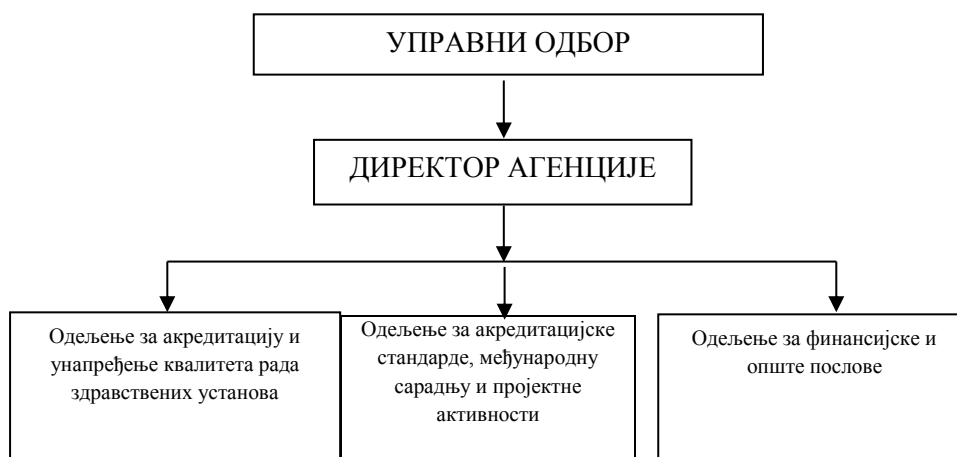 УПРАВНИ ОДБОР
ДИРЕКТОР АГЕНЦИЈЕ
Одељење за акредитацију и
унапређење квалитета рада
здравствених установа
Одељење за акредитацијске
стандарде, међународну
сарадњу и пројектне
активности
Одељење за финансијске и
опште послове